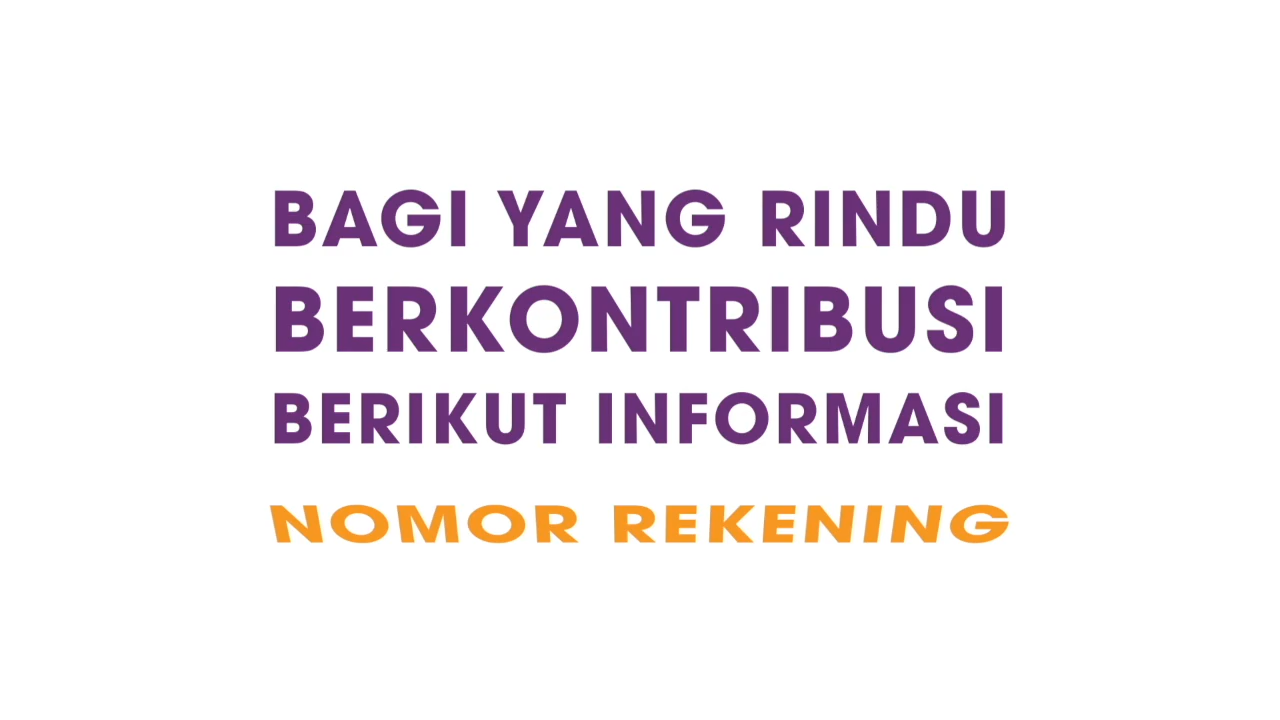 BAGI YANG RINDU
BERKONTRIBUSI
BERIKUT INFORMASI
NOMOR REKENING